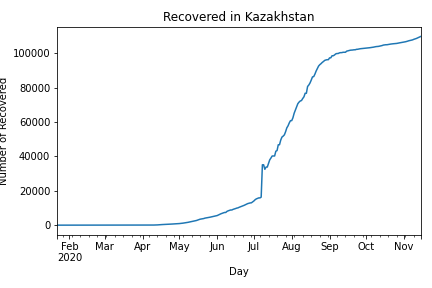 Recovered in Kazakhstan
Number of Recovered
100000
80000
60000
40000
20000
0
Feb Mar Apr May Jun Jul Aug Sep Oct Nov
2020
Day